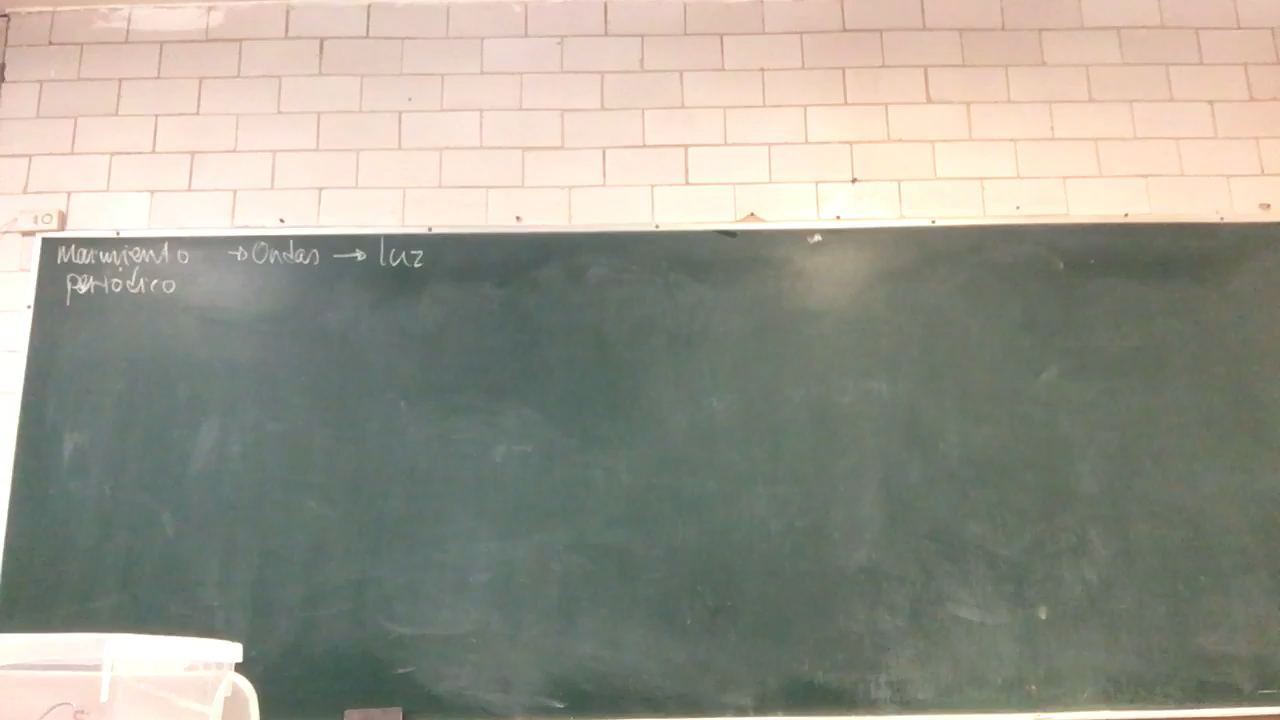 Movimiento → Ondas → luz
periódico